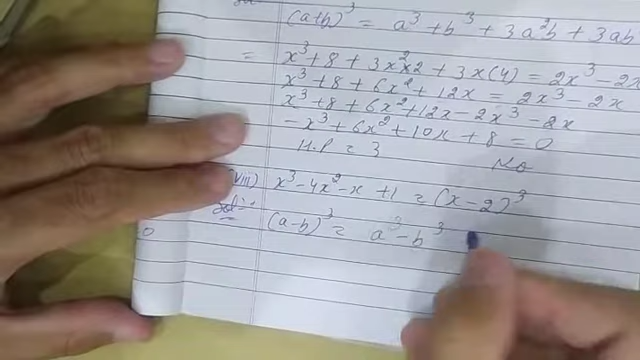 (a+b)³ = a³ + b³ + 3a²b + 3ab
= x³ + 8 + 3x²x2 + 3x(4) = 2x³ - 2x
x³ + 8 + 6x² + 12x = 2x³ - 2x
x³ + 8 + 6x² + 12x - 2x³ - 2x
- x³ + 6x² + 10x + 8 = 0
H.P = 3 No
(viii) x³ - 4x² - x + 1 = (x - 2)³
Sol:- (a-b)³ = a³ - b³